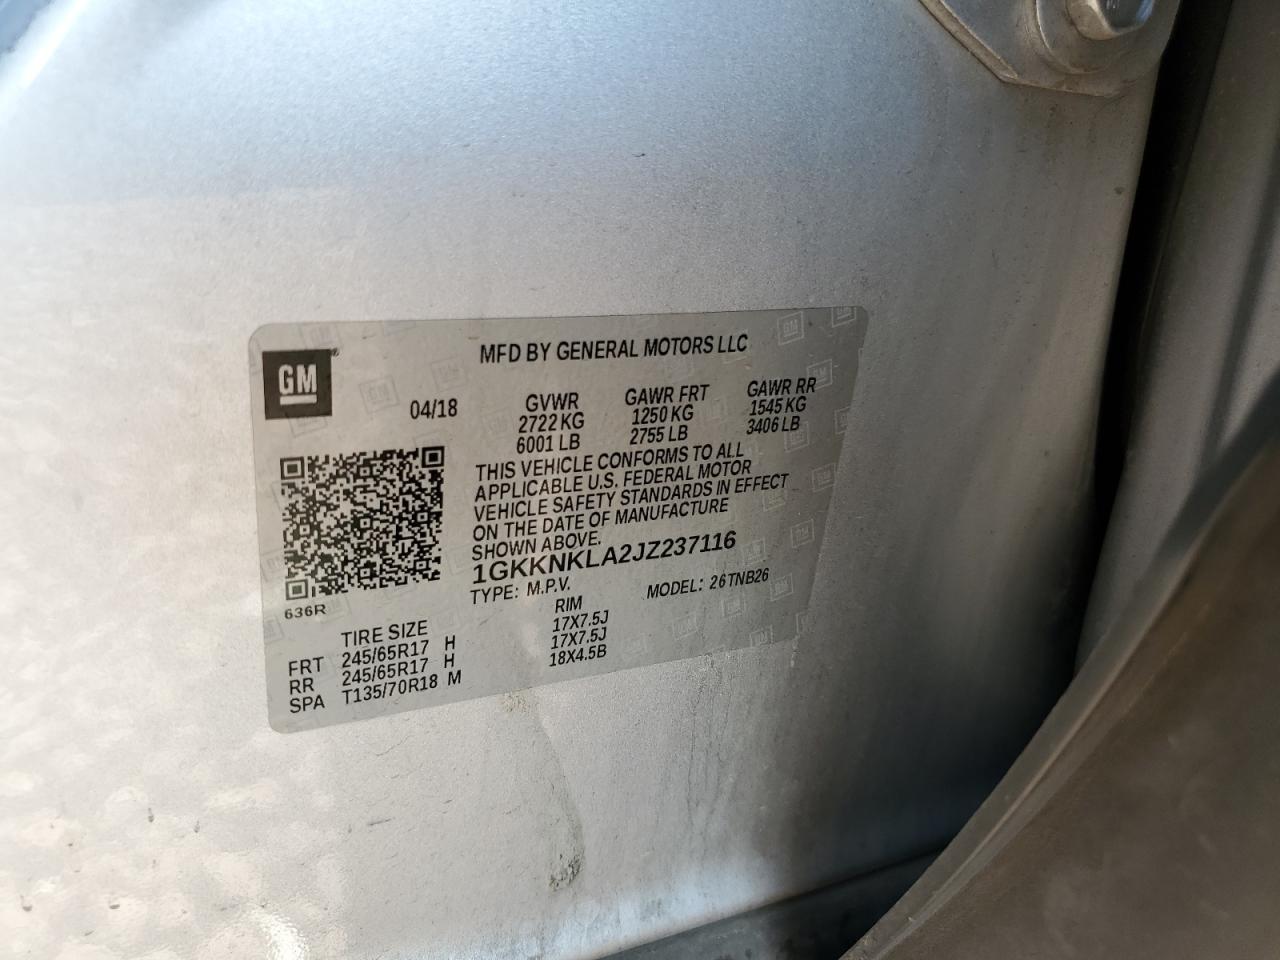 MFD BY GENERAL MOTORS LLC
GM
04/18
GVWR GAWR FRT GAWR RR
2722 KG 1250 KG 1545 KG
6001 LB 2755 LB 3406 LB
THIS VEHICLE CONFORMS TO ALL
APPLICABLE U.S. FEDERAL MOTOR
VEHICLE SAFETY STANDARDS IN EFFECT
ON THE DATE OF MANUFACTURE
SHOWN ABOVE.
1GKKNKLA2JZ237116
TYPE: M.P.V. MODEL: 26TNB26
636R
TIRE SIZE RIM
FRT 245/65R17 H 17X7.5J
RR 245/65R17 H 17X7.5J
SPA T135/70R18 M 18X4.5B